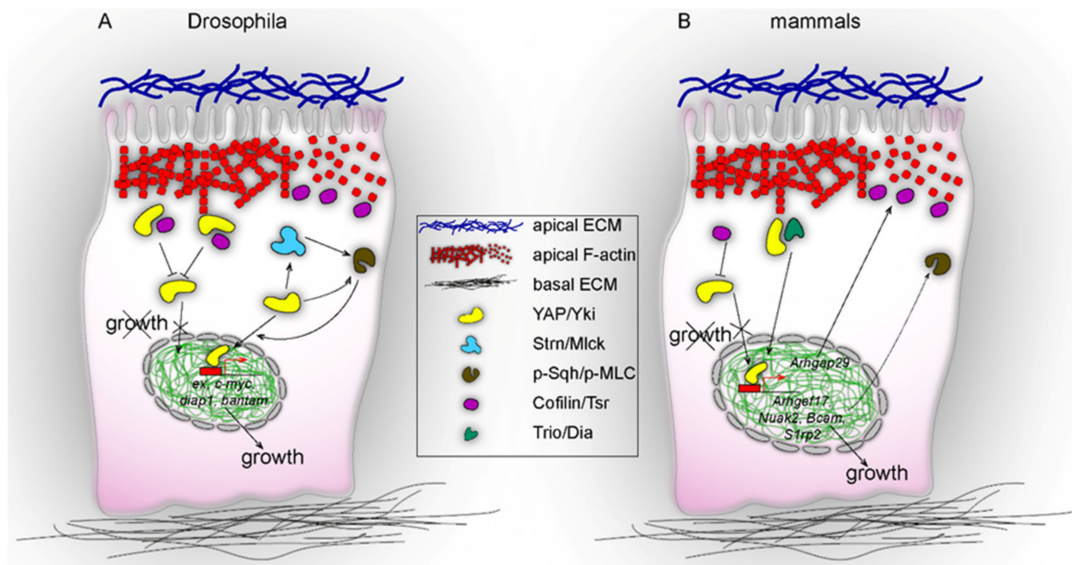 A
Drosophila
growth
ex, c-myc,
diap1, bantam
growth
apical ECM
apical F-actin
basal ECM
YAP/Yki
Strn/Mlck
p-Sqh/p-MLC
Cofilin/Tsr
Trio/Dia
B
mammals
growth
Arhgap29
Arhgef17,
Nuak2, Bcam,
S1rp2
growth